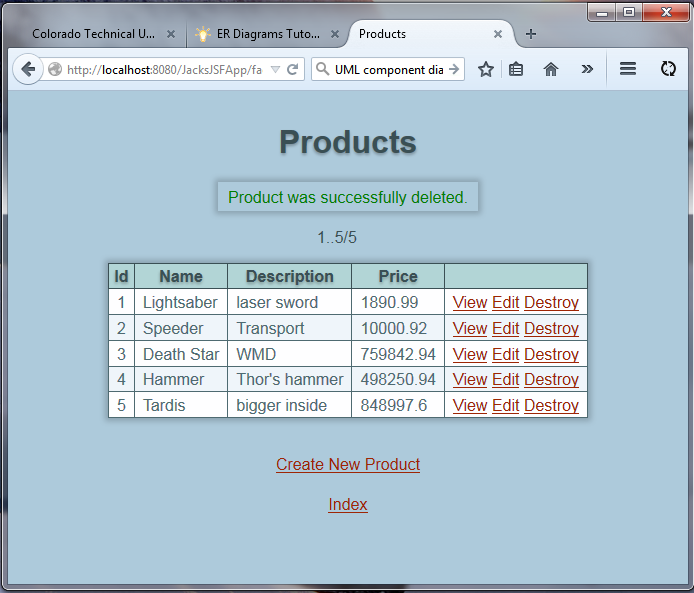 Colorado Technical U...
ER Diagrams Tuto...
Products
http://localhost:8080/JacksJSFApp/fa
UML component dia
Products
Product was successfully deleted.
1..5/5
Id Name Description Price
1 Lightsaber laser sword 1890.99 View Edit Destroy
2 Speeder Transport 10000.92 View Edit Destroy
3 Death Star WMD 759842.94 View Edit Destroy
4 Hammer Thor's hammer 498250.94 View Edit Destroy
5 Tardis bigger inside 848997.6 View Edit Destroy
Create New Product
Index